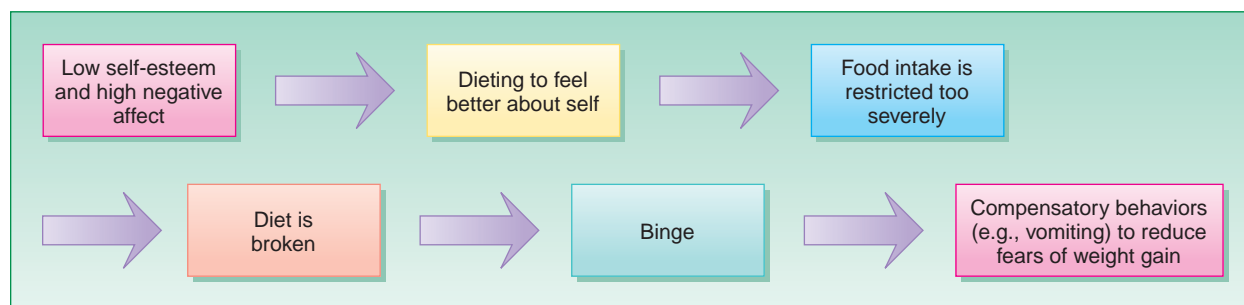 Low self-esteem
and high negative
affect
Dieting to feel
better about self
Food intake is
restricted too
severely
Diet is
broken
Binge
Compensatory behaviors
(e.g., vomiting) to reduce
fears of weight gain